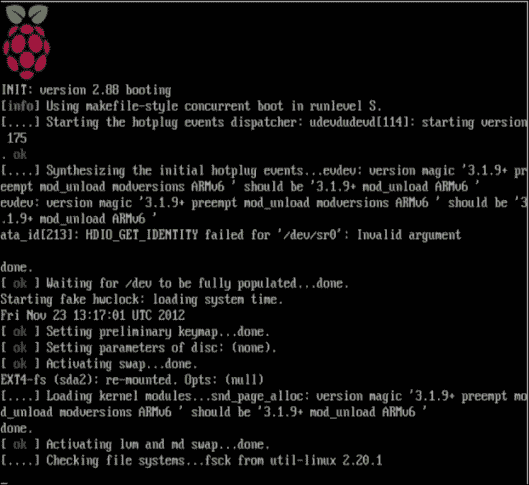 INIT: version 2.88 booting
[info] Using makefile-style concurrent boot in runlevel S.
[....] Starting the hotplug events dispatcher: udevdudevd[114]: starting version
 175
. ok
[....] Synthesizing the initial hotplug events...evdev: version magic '3.1.9+ pr
eempt mod_unload modversions ARMv6 ' should be '3.1.9+ mod_unload ARMv6 '
evdev: version magic '3.1.9+ preempt mod_unload modversions ARMv6 ' should be '3
.1.9+ mod_unload ARMv6 '
ata_id[213]: HDIO_GET_IDENTITY failed for '/dev/sr0': Invalid argument
done.
[ ok ] Waiting for /dev to be fully populated...done.
Starting fake hwclock: loading system time.
Fri Nov 23 13:17:01 UTC 2012
[ ok ] Setting preliminary keymap...done.
[ ok ] Setting parameters of disc: (none).
[ ok ] Activating swap...done.
EXT4-fs (sda2): re-mounted. Opts: (null)
[....] Loading kernel modules...snd_page_alloc: version magic '3.1.9+ preempt mo
d_unload modversions ARMv6 ' should be '3.1.9+ mod_unload ARMv6 '
done.
[ ok ] Activating lvm and md swap...done.
[....] Checking file systems...fsck from util-linux 2.20.1